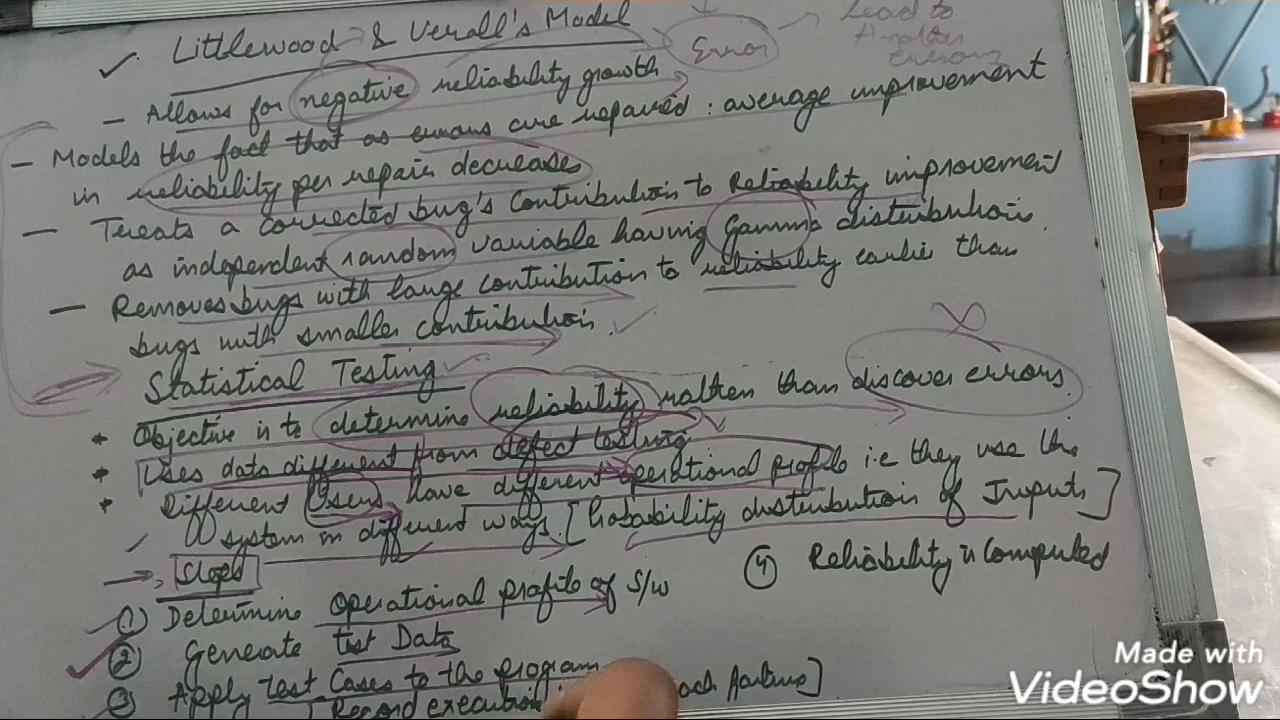 Littlewood & Verall's Model
Error
Lead to
Another
errors
- Allows for negative reliability growth
- Models the fact that as errors are repaired : average improvement
in reliability per repair decreases
- Treats a corrected bug's contribution to Reliability improvement
as independent random variable having Gamma distribution.
- Removes bugs with large contribution to reliability earlier than
bugs with smaller contribution.
Statistical Testing
* Objective is to determine reliability rather than discover errors.
* Uses data different from defect testing
* Different Users have different operational profile i.e they use the
system in different ways. [Probability distribution of Inputs]
→ Steps
① Determine operational profile of S/W
② Generate test Data
③ Apply test Cases to the program
[Record execution each failure]
④ Reliability is Computed
Made with
VideoShow